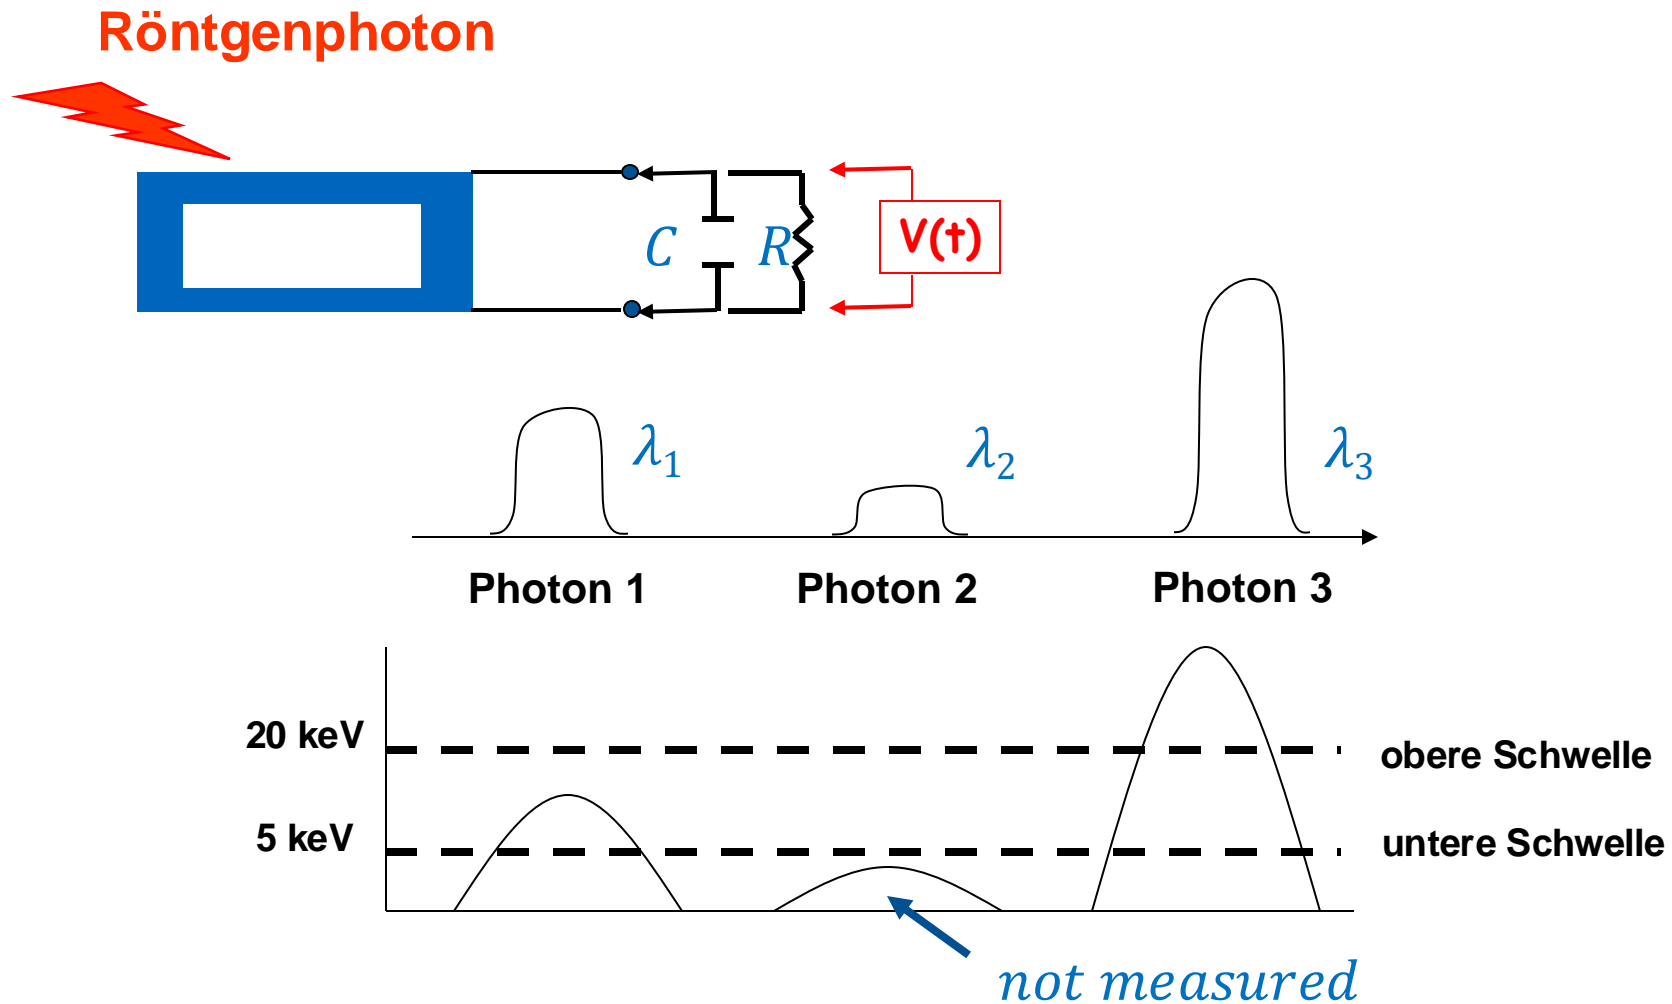 Röntgenphoton
C
R
V(t)
λ1
λ2
λ3
Photon 1
Photon 2
Photon 3
20 keV
obere Schwelle
5 keV
untere Schwelle
not measured